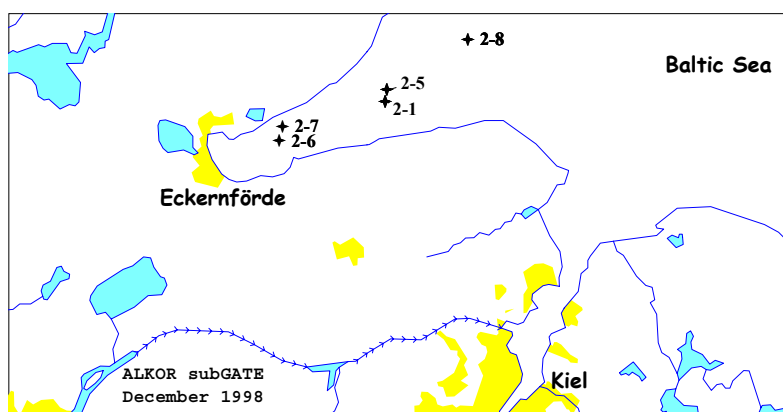 2-8
Baltic Sea
2-5
2-1
2-7
2-6
Eckernförde
Kiel
ALKOR subGATE
December 1998